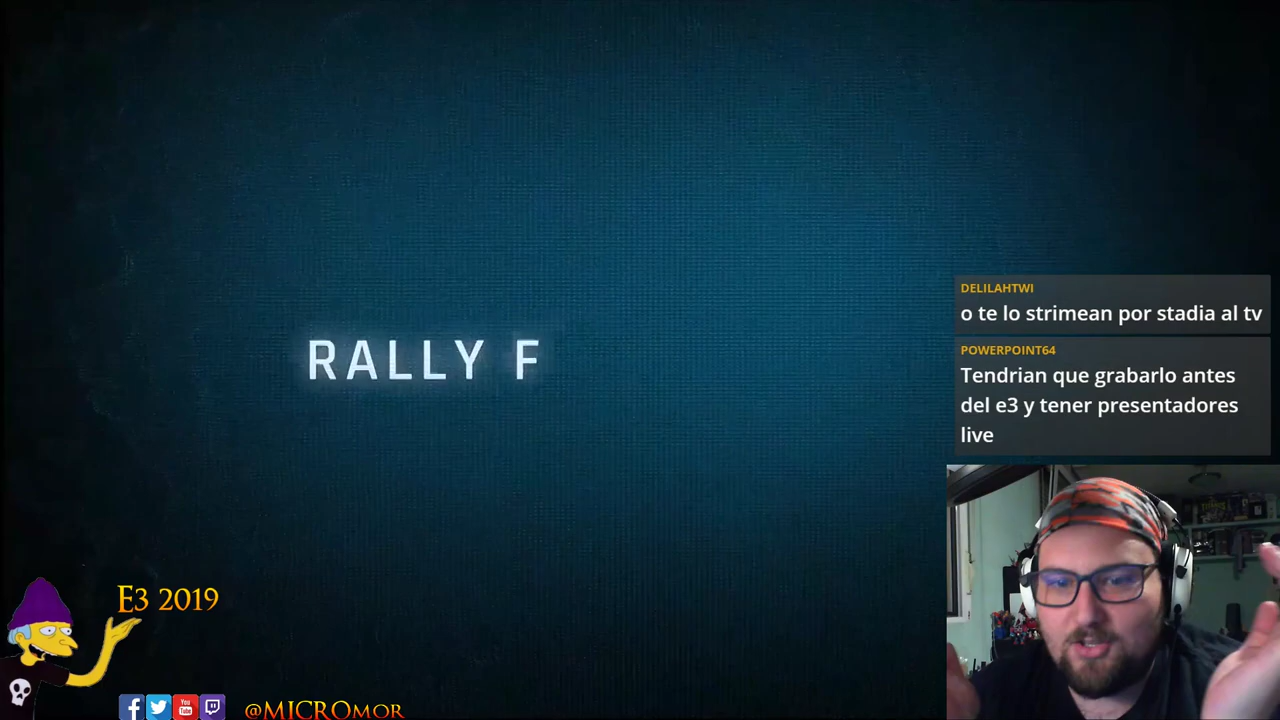 RALLY F
DELILAHTWI
o te lo strimean por stadia al tv
POWERPOINT64
Tendrian que grabarlo antes
del e3 y tener presentadores
live
E3 2019
@MICROMOR